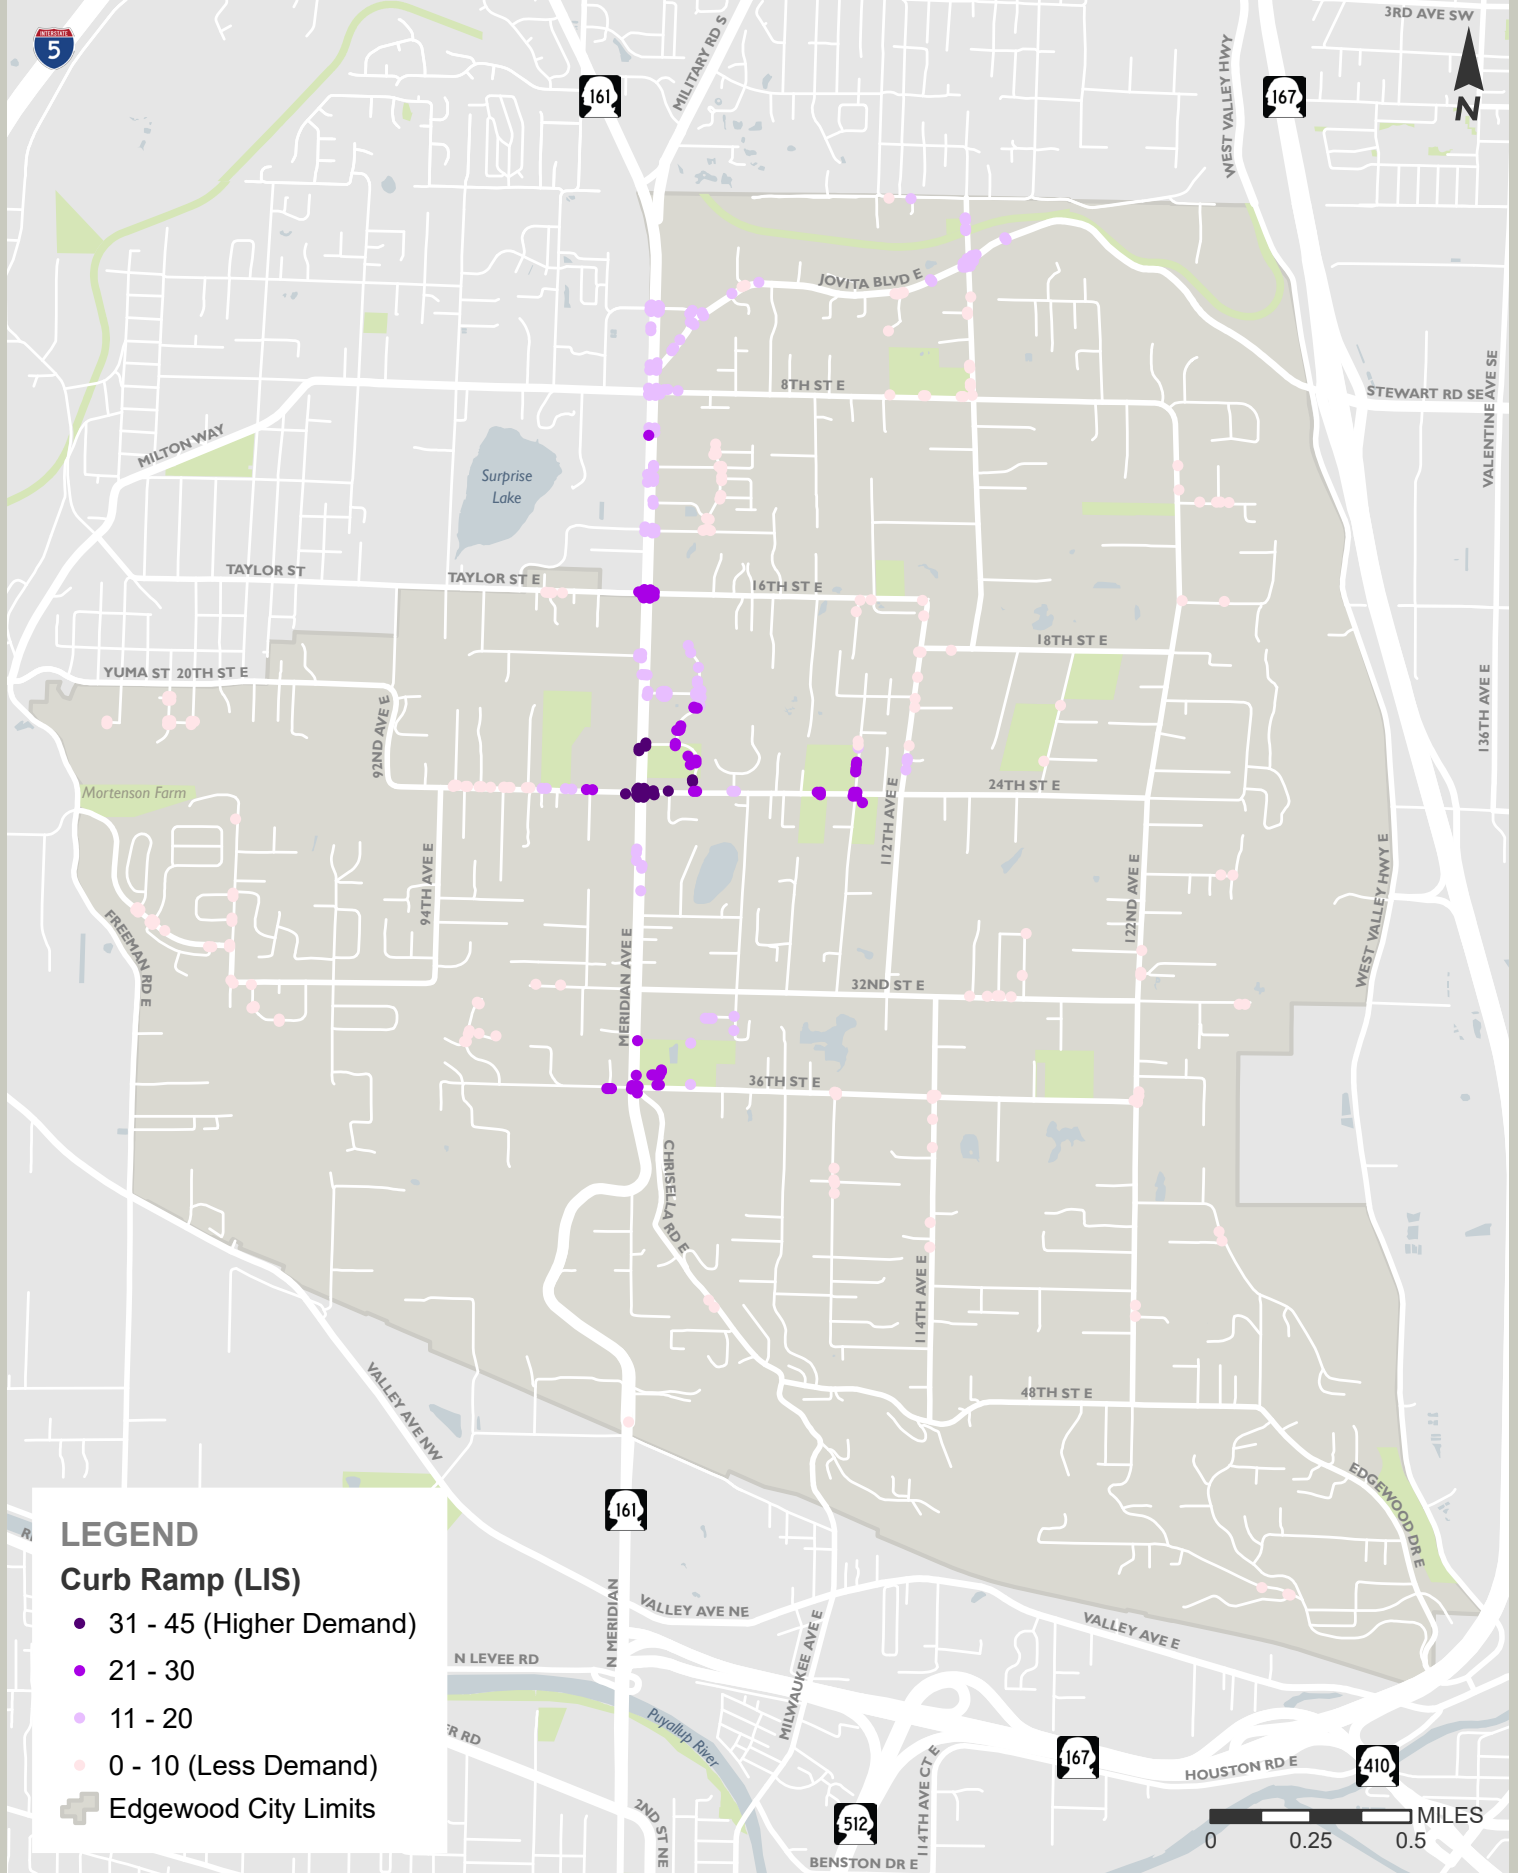 3RD AVE SW
INTERSTATE
5
MILITARY RD S
WEST VALLEY HWY
161
167
N
JOVITA BLVD E
8TH ST E
STEWART RD SE
VALENTINE AVE SE
MILTON WAY
Surprise
Lake
TAYLOR ST
TAYLOR ST E
16TH ST E
18TH ST E
YUMA ST
20TH ST E
92ND AVE E
136TH AVE E
Mortenson Farm
24TH ST E
112TH AVE E
94TH AVE E
122ND AVE E
WEST VALLEY HWY E
FREEMAN RD E
MERIDIAN AVE E
32ND ST E
36TH ST E
CHRISELLA RD E
114TH AVE E
VALLEY AVE NW
48TH ST E
EDGEWOOD DR E
161
LEGEND
Curb Ramp (LIS)
31 - 45 (Higher Demand)
21 - 30
11 - 20
0 - 10 (Less Demand)
Edgewood City Limits
N MERIDIAN
VALLEY AVE NE
VALLEY AVE E
N LEVEE RD
MILWAUKEE AVE E
Puyallup River
ER RD
167
HOUSTON RD E
410
114TH AVE CT E
2ND ST NE
512
BENSTON DR E
MILES
0 0.25 0.5